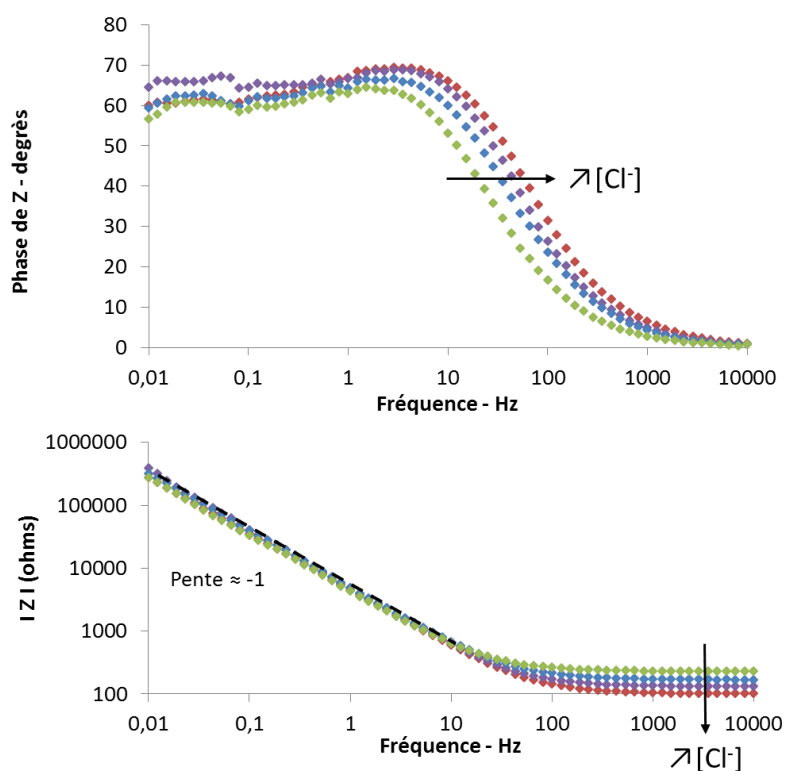 80
70
60
50
40
30
20
10
0
Phase de Z - degrès
↗[Cl⁻]
0,01 0,1 1 10 100 1000 10000
Fréquence - Hz
1000000
100000
10000
1000
100
I Z I (ohms)
Pente ≈ -1
0,01 0,1 1 10 100 1000 10000
Fréquence - Hz
↗[Cl⁻]